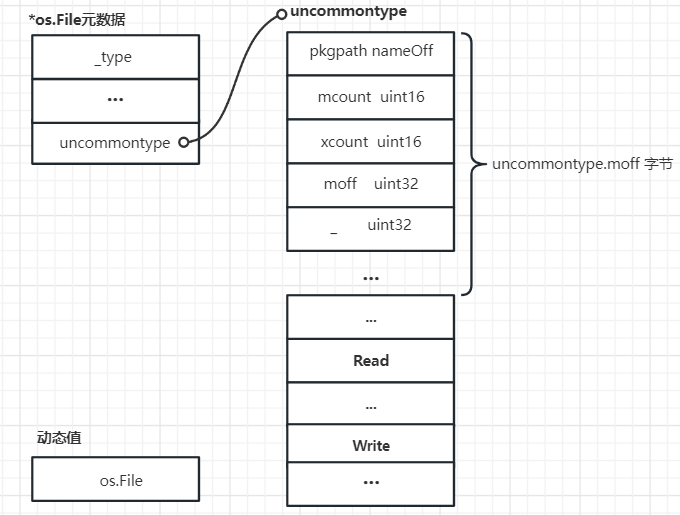 *os.File元数据
_type
...
uncommontype
uncommontype
pkgpath nameOff
mcount uint16
xcount uint16
moff uint32
_ uint32
uncommontype.moff 字节
...
...
Read
...
Write
...
动态值
os.File